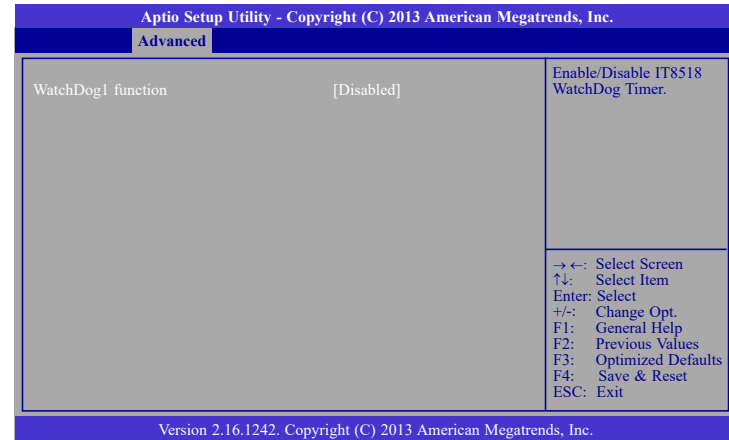 Aptio Setup Utility - Copyright (C) 2013 American Megatrends, Inc.
Advanced
WatchDog1 function [Disabled]
Enable/Disable IT8518
WatchDog Timer.
→←: Select Screen
↑↓: Select Item
Enter: Select
+/-: Change Opt.
F1: General Help
F2: Previous Values
F3: Optimized Defaults
F4: Save & Reset
ESC: Exit
Version 2.16.1242. Copyright (C) 2013 American Megatrends, Inc.